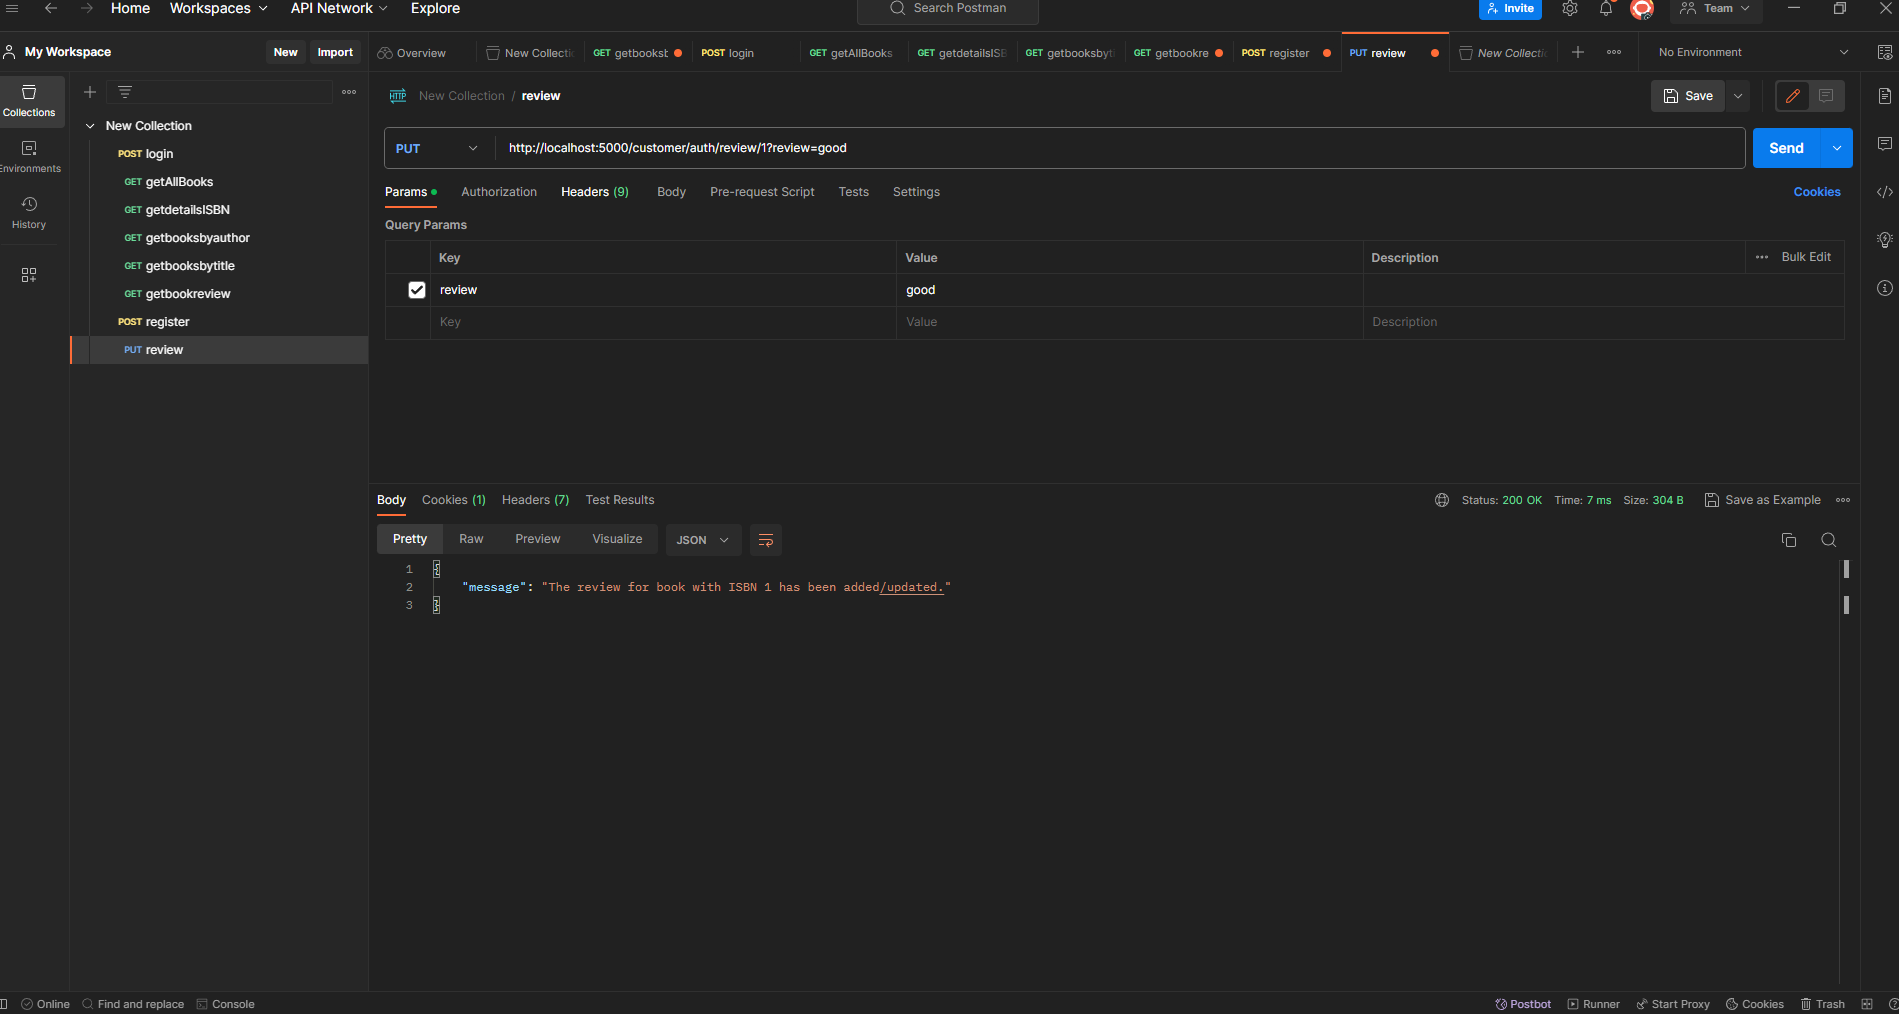 Home Workspaces API Network Explore Search Postman Invite Team
My Workspace New Import Overview New Collectic GET getbooksb POST login GET getAllBooks GET getdetailsISB GET getbooksbyt GET getbookre POST register PUT review New Collectic No Environment
Collections
New Collection / review Save
New Collection
PUT http://localhost:5000/customer/auth/review/1?review=good Send
POST login
Environments
GET getAllBooks
Params Authorization Headers (9) Body Pre-request Script Tests Settings Cookies
GET getdetailsISBN
History
Query Params
GET getbooksbyauthor
Key Value Description Bulk Edit
GET getbooksbytitle
review good
GET getbookreview
POST register
Key Value Description
PUT review
Body Cookies (1) Headers (7) Test Results Status: 200 OK Time: 7 ms Size: 304 B Save as Example
Pretty Raw Preview Visualize JSON
1 {
2 "message": "The review for book with ISBN 1 has been added/updated."
3 }
Online Find and replace Console Postbot Runner Start Proxy Cookies Trash